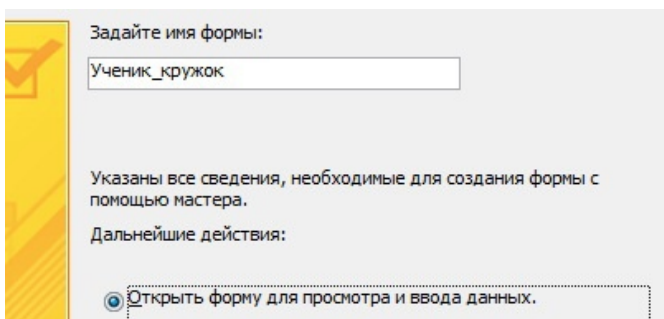 Задайте имя формы:
Ученик_кружок
Указаны все сведения, необходимые для создания формы с
помощью мастера.
Дальнейшие действия:
Открыть форму для просмотра и ввода данных.